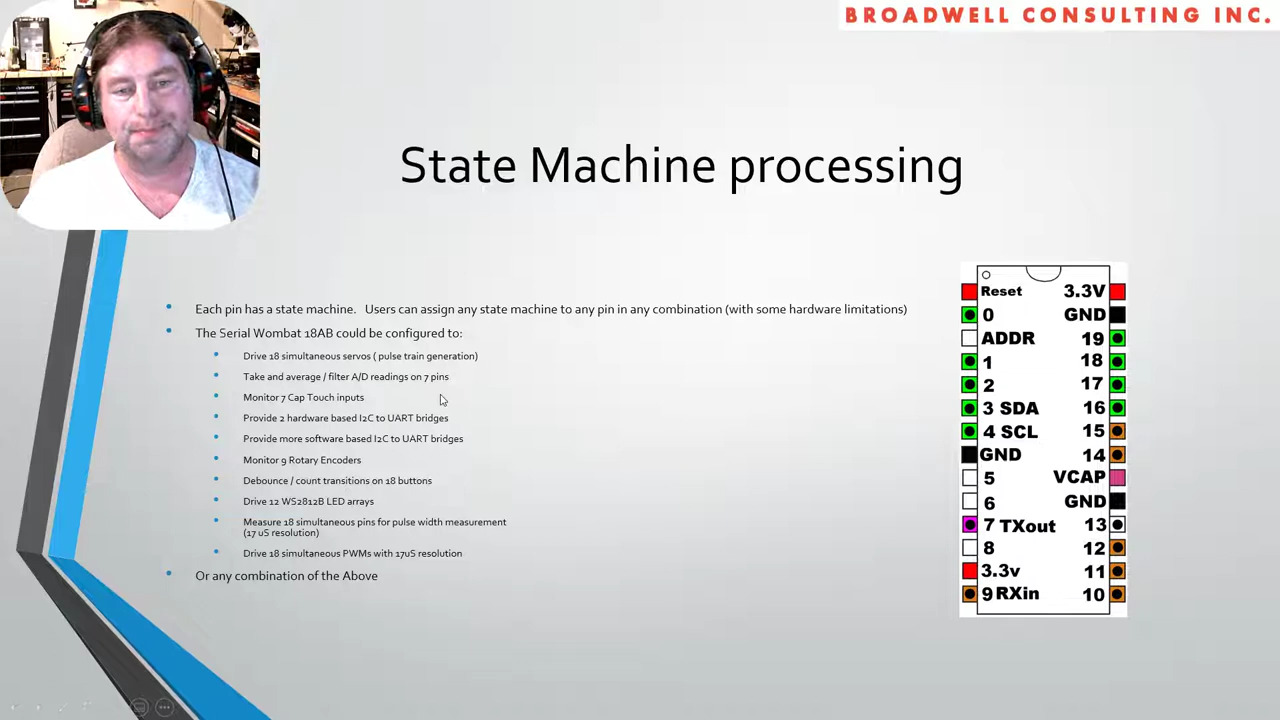 BROADWELL CONSULTING INC.
State Machine processing
Each pin has a state machine. Users can assign any state machine to any pin in any combination (with some hardware limitations)
The Serial Wombat 18AB could be configured to:
Drive 18 simultaneous servos ( pulse train generation)
Take and average / filter A/D readings on 7 pins
Monitor 7 Cap Touch inputs
Provide 2 hardware based I2C to UART bridges
Provide more software based I2C to UART bridges
Monitor 9 Rotary Encoders
Debounce / count transitions on 18 buttons
Drive 12 WS2812B LED arrays
Measure 18 simultaneous pins for pulse width measurement
(17 uS resolution)
Drive 18 simultaneous PWMs with 17uS resolution
Or any combination of the Above
Reset 3.3V
0 GND
ADDR 19
1 18
2 17
3 SDA 16
4 SCL 15
GND 14
5 VCAP
6 GND
7 TXout 13
8 12
3.3v 11
9 RXin 10